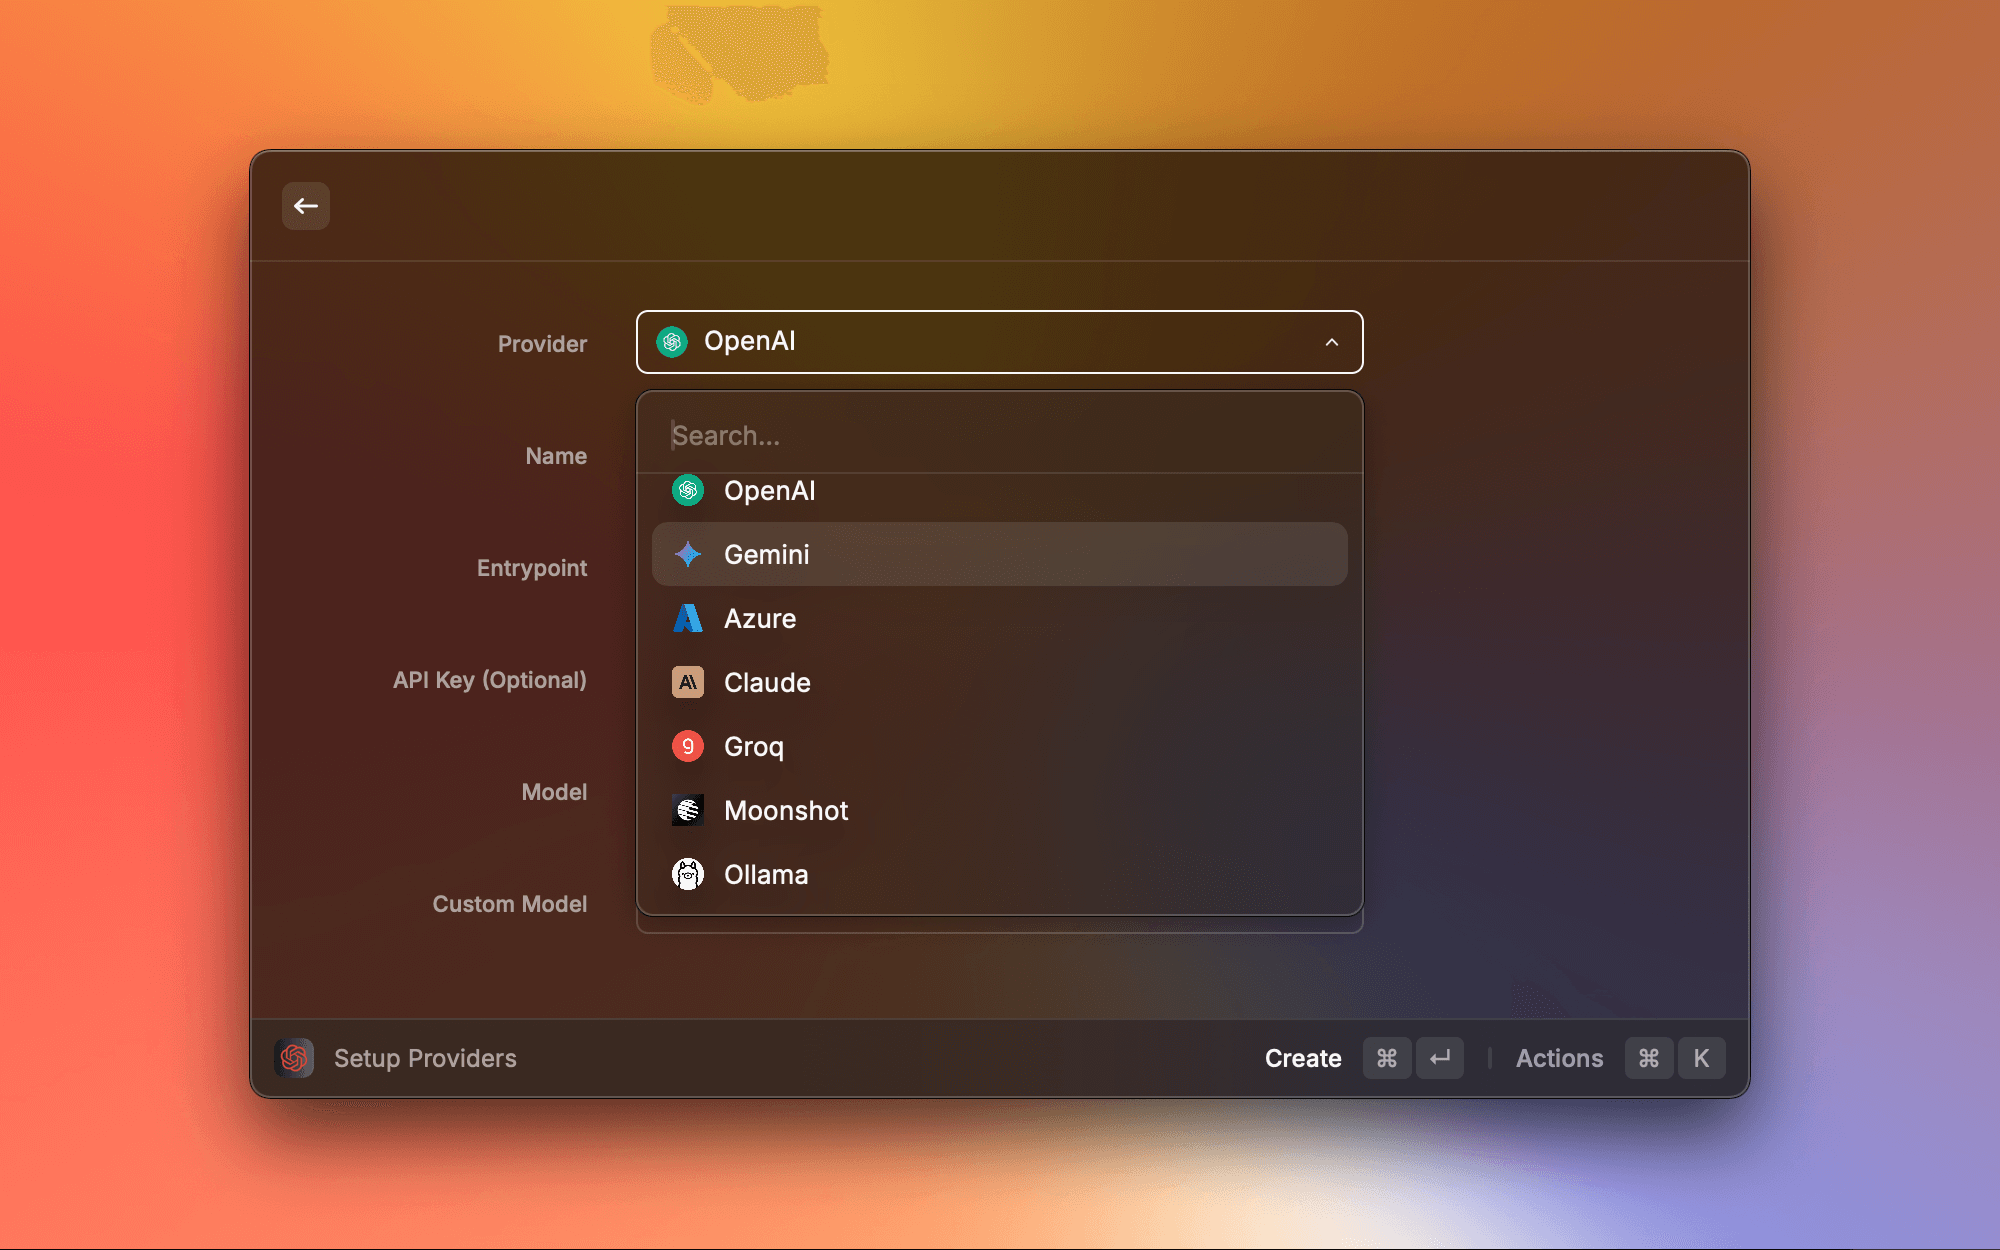 Provider
OpenAI
Search...
OpenAI
Gemini
Azure
Claude
Groq
Moonshot
Ollama
Name
Entrypoint
API Key (Optional)
Model
Custom Model
Setup Providers
Create ⌘ ↵ | Actions ⌘ K